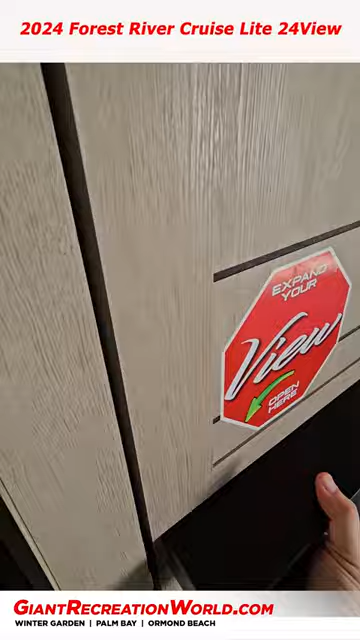 2024 Forest River Cruise Lite 24View
EXPAND
YOUR
View
OPEN
HERE
GIANTRECREATIONWORLD.COM
WINTER GARDEN | PALM BAY | ORMOND BEACH